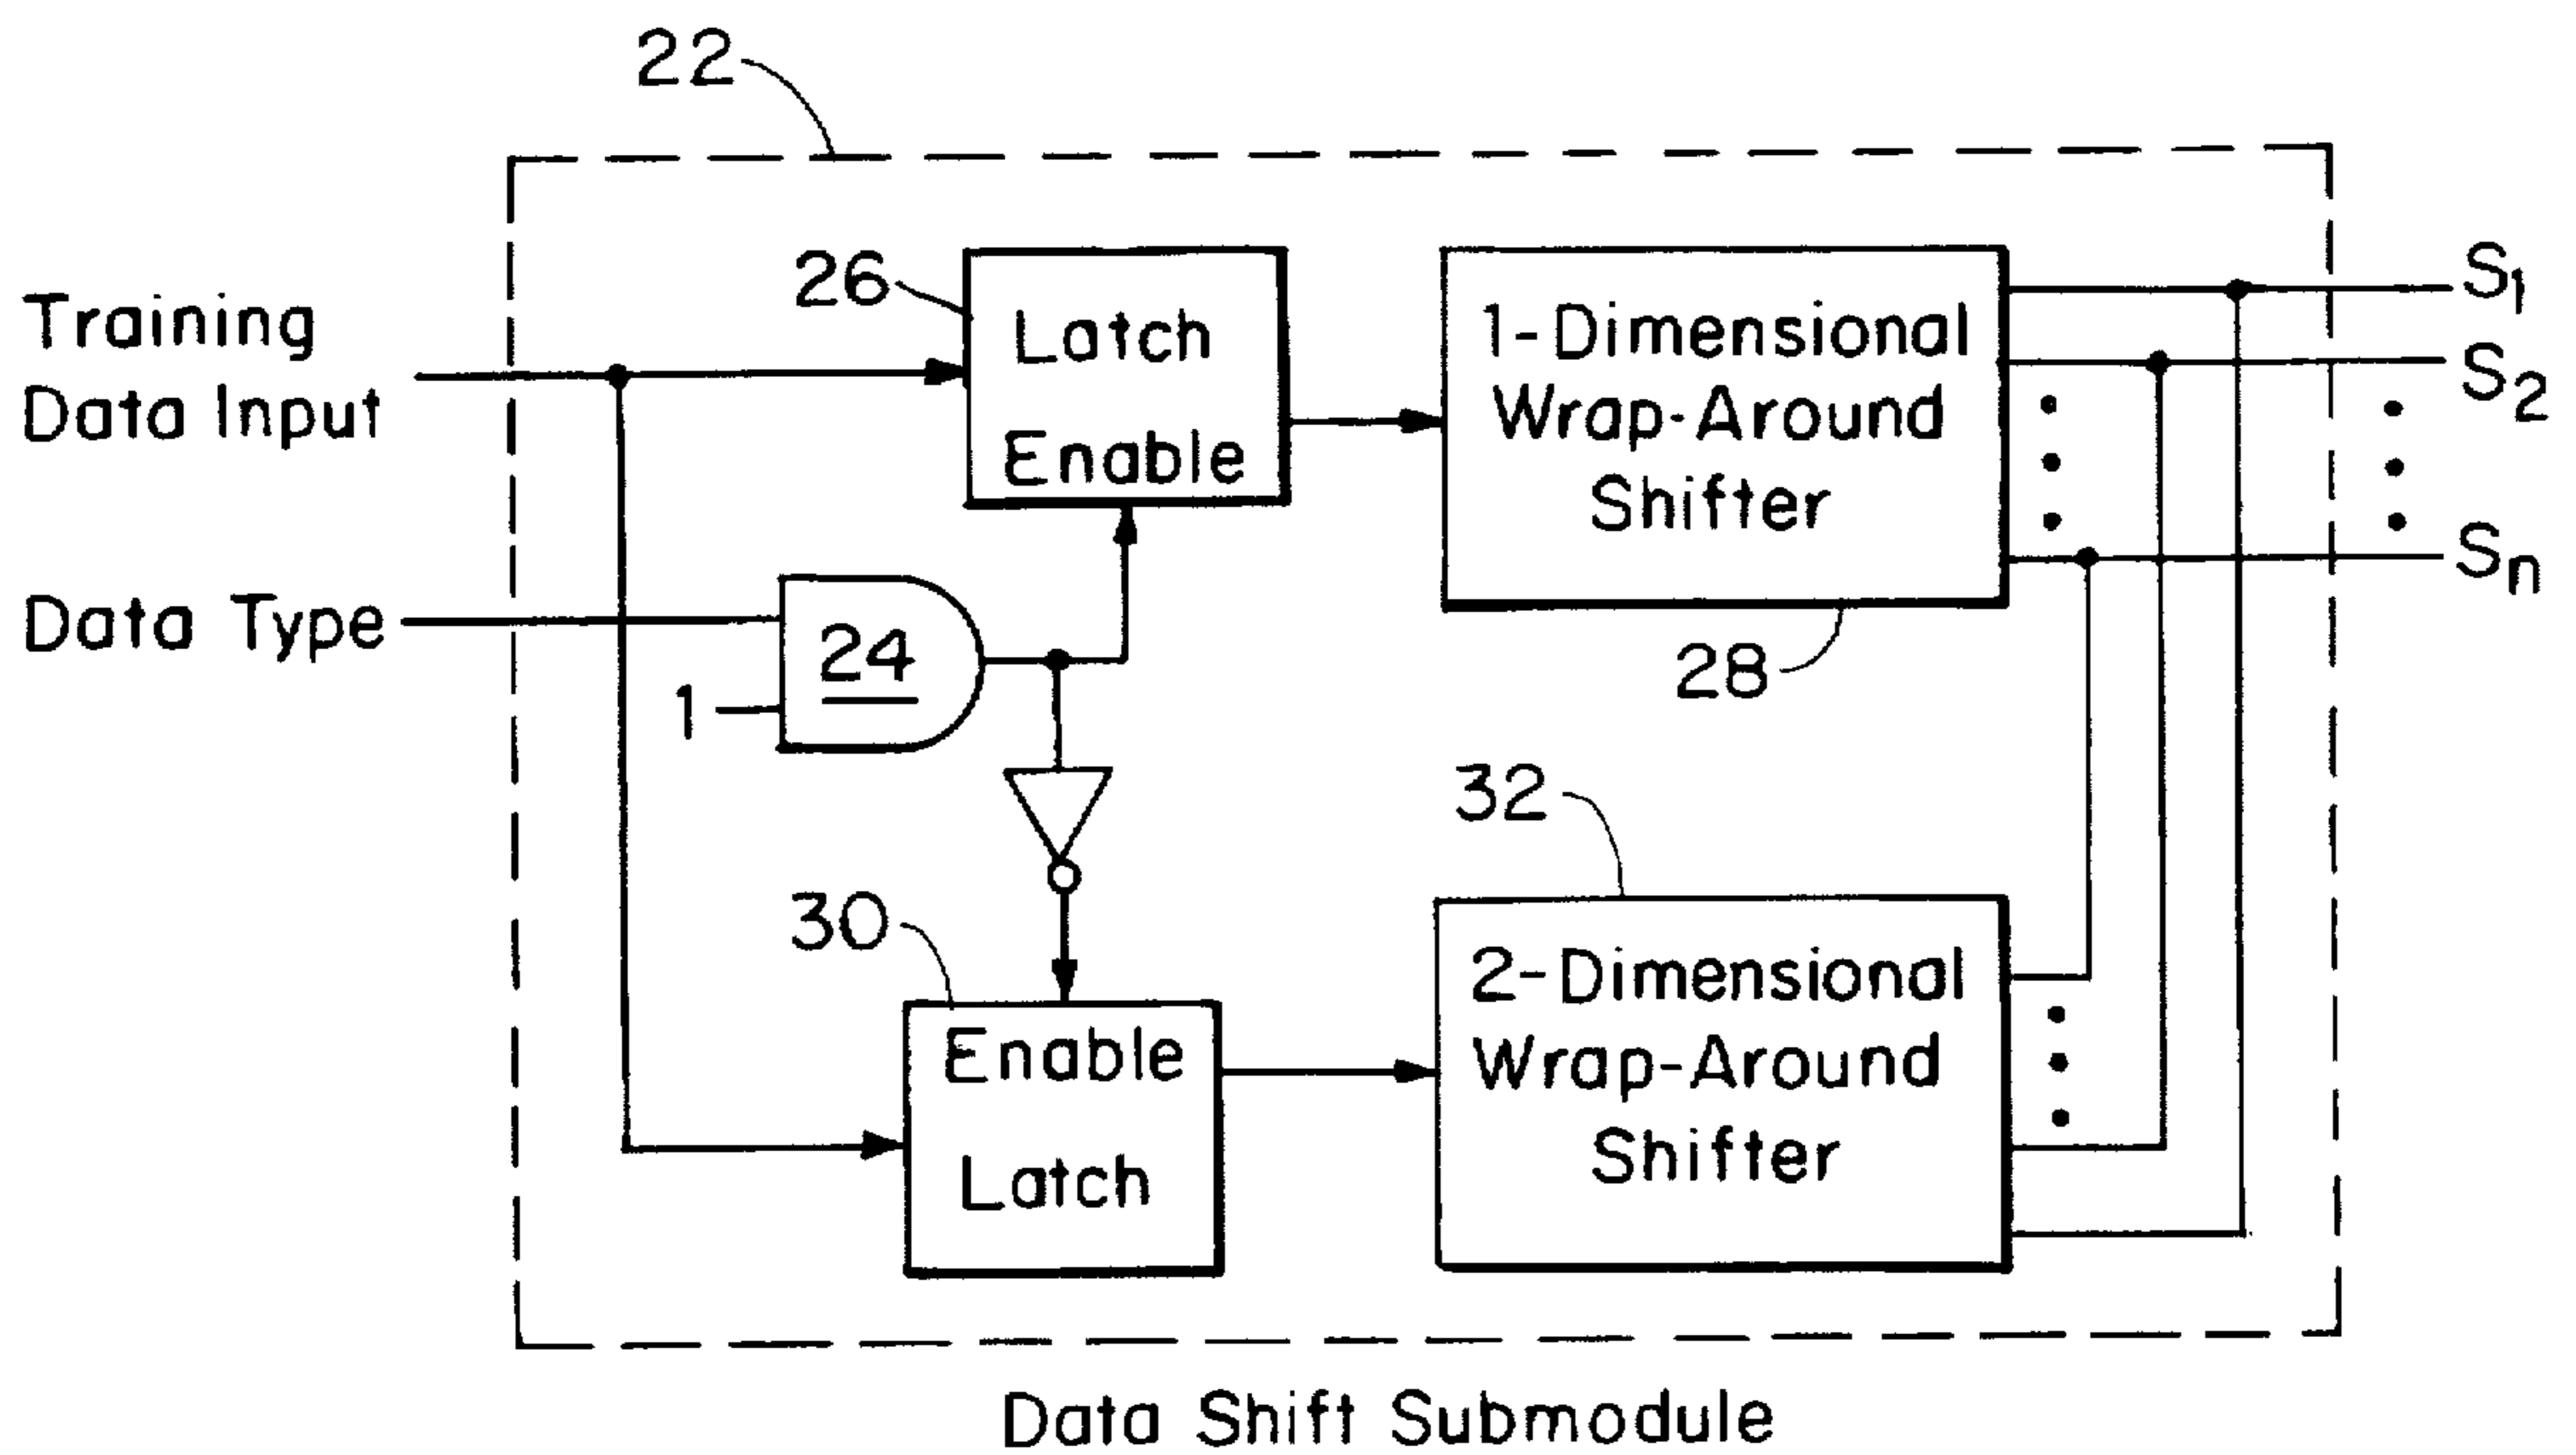 22
Training
Data Input
26
Latch
Enable
1-Dimensional
Wrap-Around
Shifter
S1
S2
Sn
Data Type
24
1
28
32
30
Enable
Latch
2-Dimensional
Wrap-Around
Shifter
Data Shift Submodule